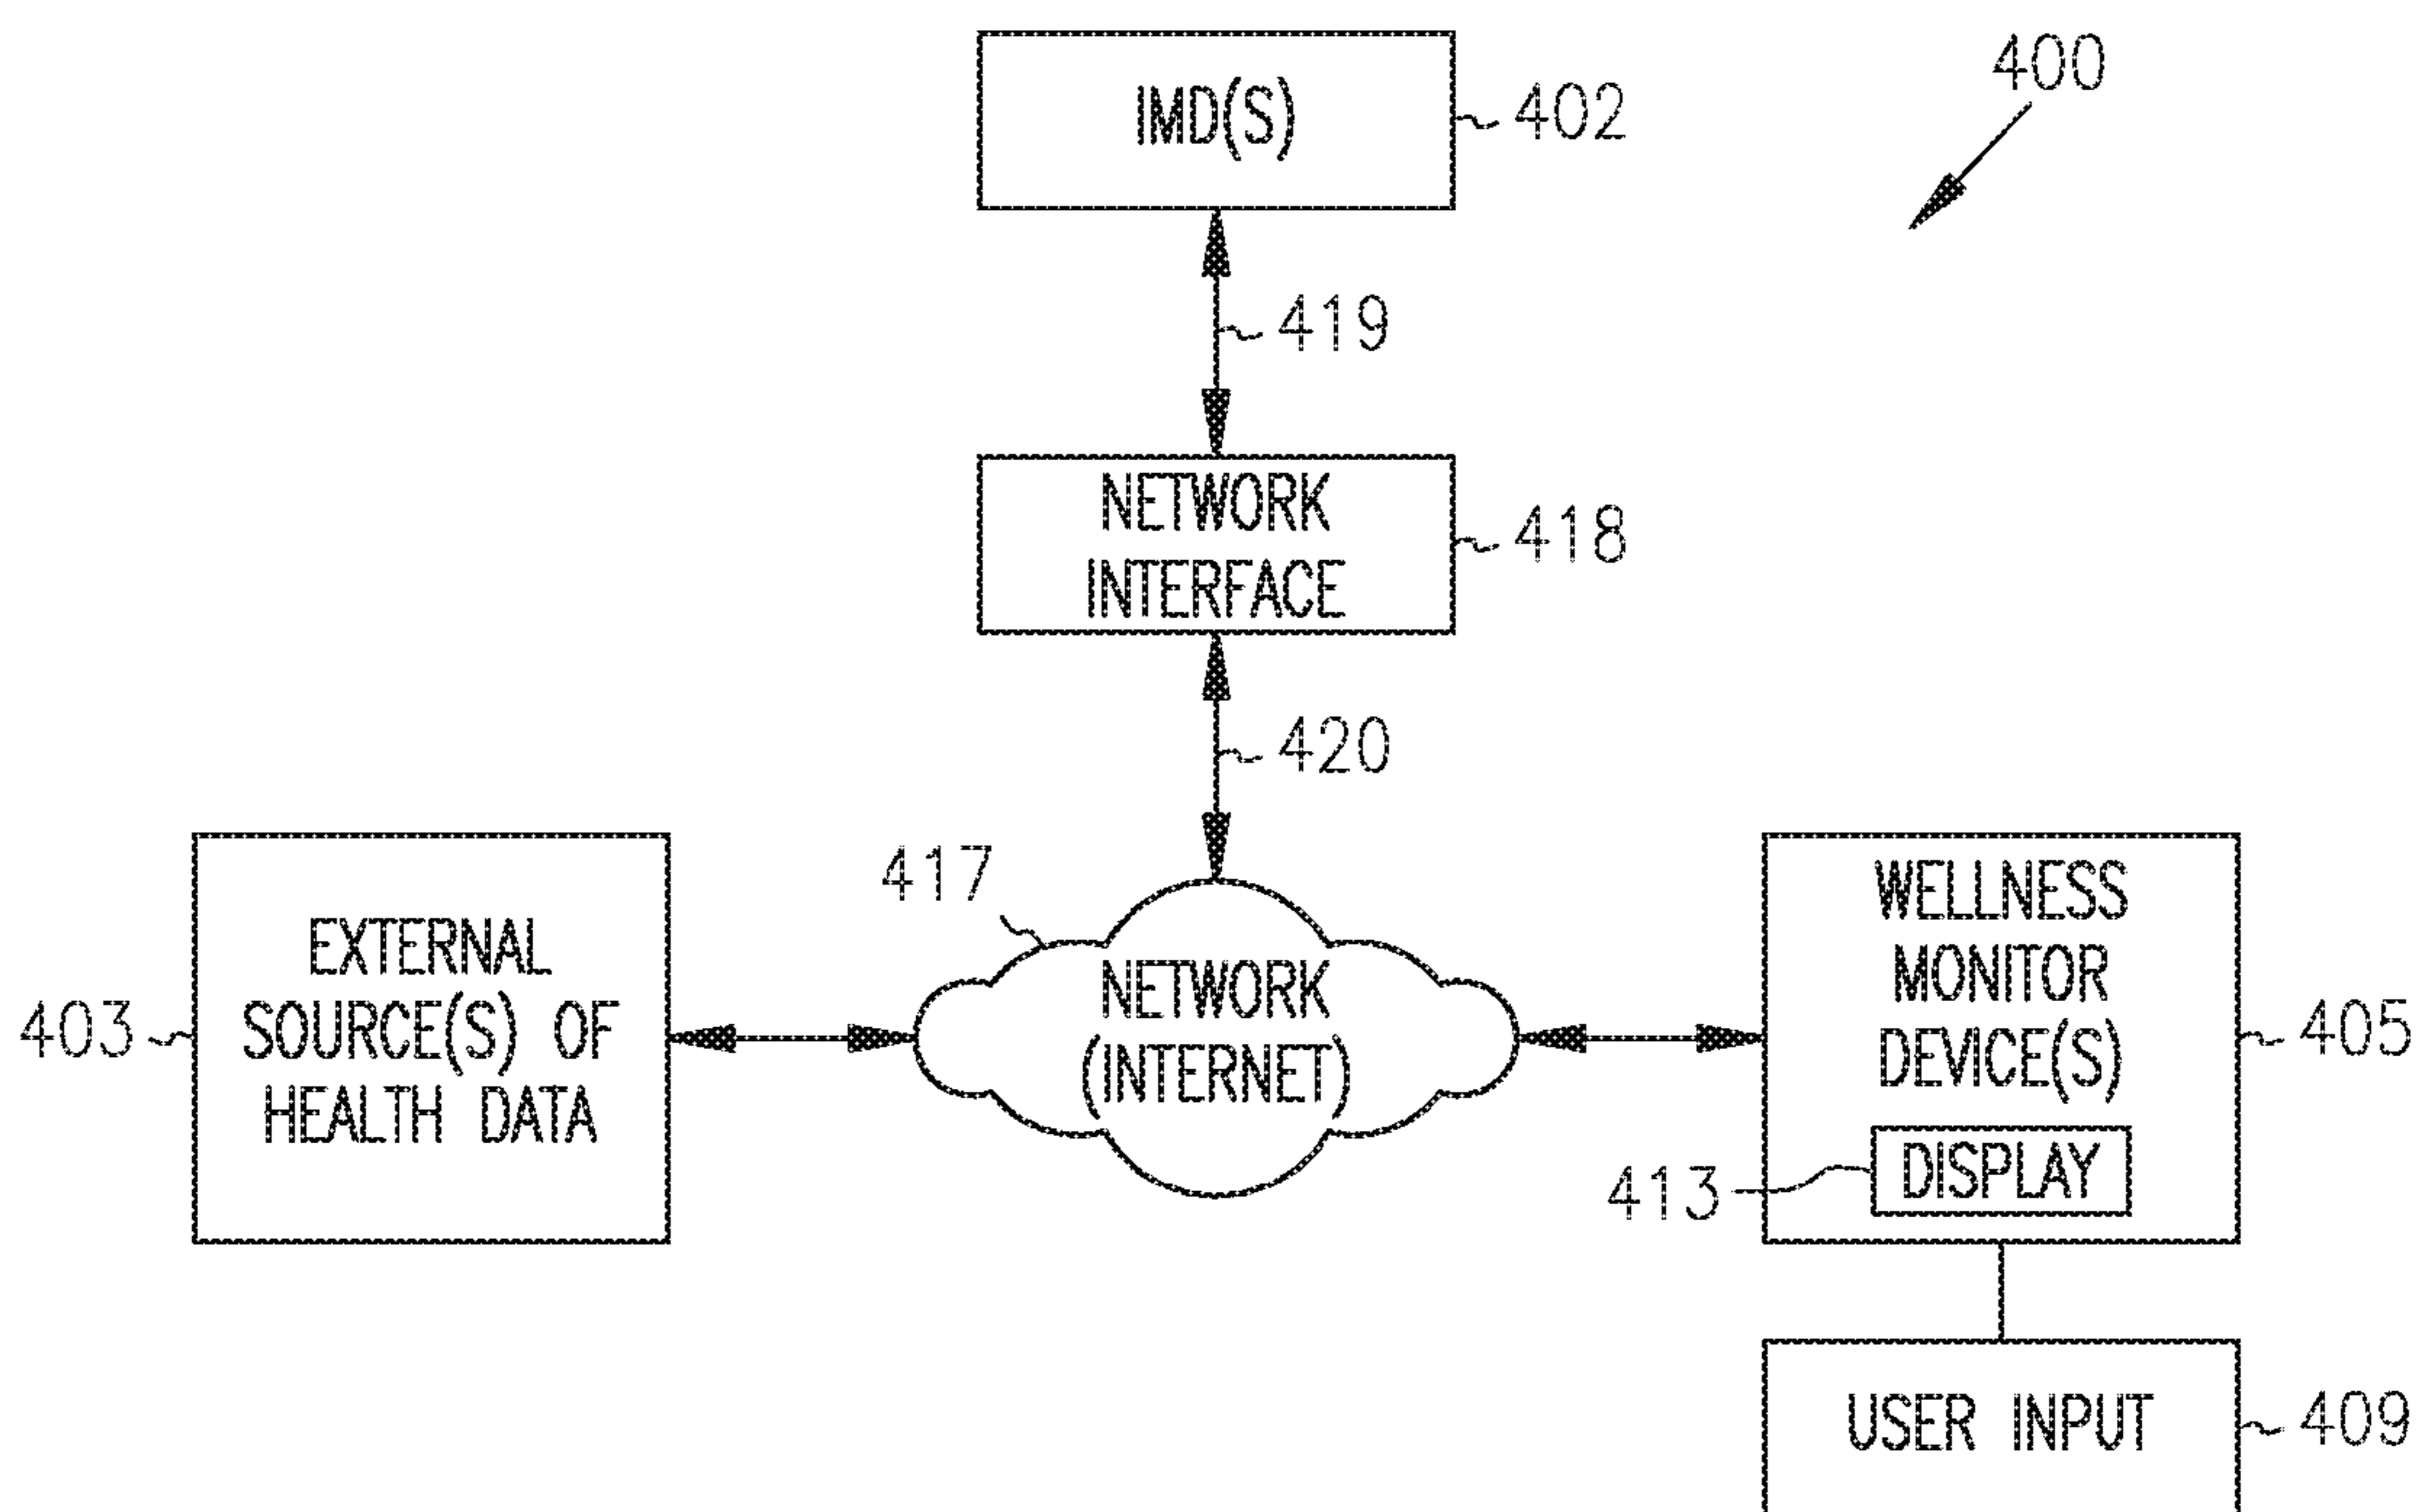 IMD(S)
402
400
419
NETWORK
INTERFACE
418
420
417
EXTERNAL
SOURCE(S) OF
HEALTH DATA
403
NETWORK
(INTERNET)
WELLNESS
MONITOR
DEVICE(S)
405
DISPLAY
413
USER INPUT
409